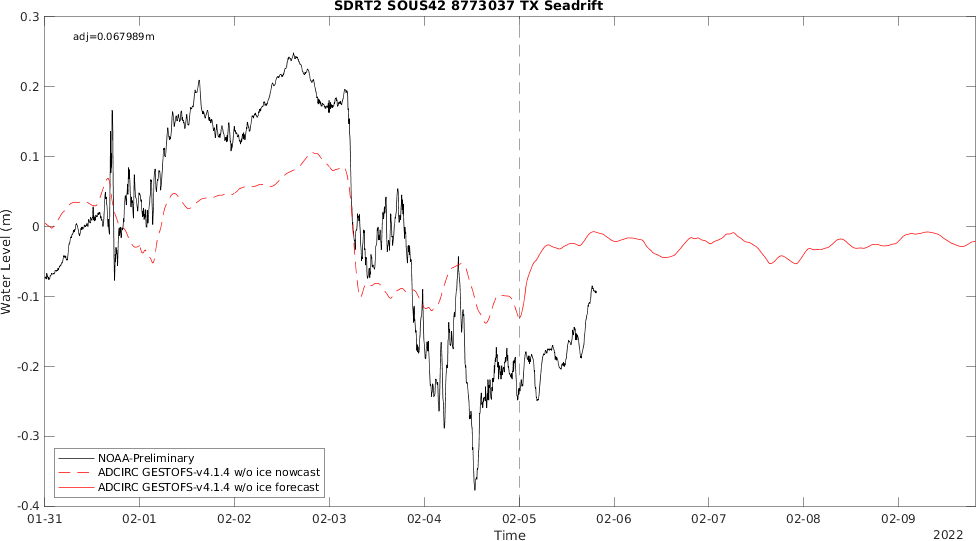 SDRT2 SOUS42 8773037 TX Seadrift
adj=0.067989m
0.3
0.2
0.1
0
-0.1
-0.2
-0.3
-0.4
Water Level (m)
NOAA-Preliminary
ADCIRC GESTOFS-v4.1.4 w/o ice nowcast
ADCIRC GESTOFS-v4.1.4 w/o ice forecast
01-31 02-01 02-02 02-03 02-04 02-05 02-06 02-07 02-08 02-09
Time
2022